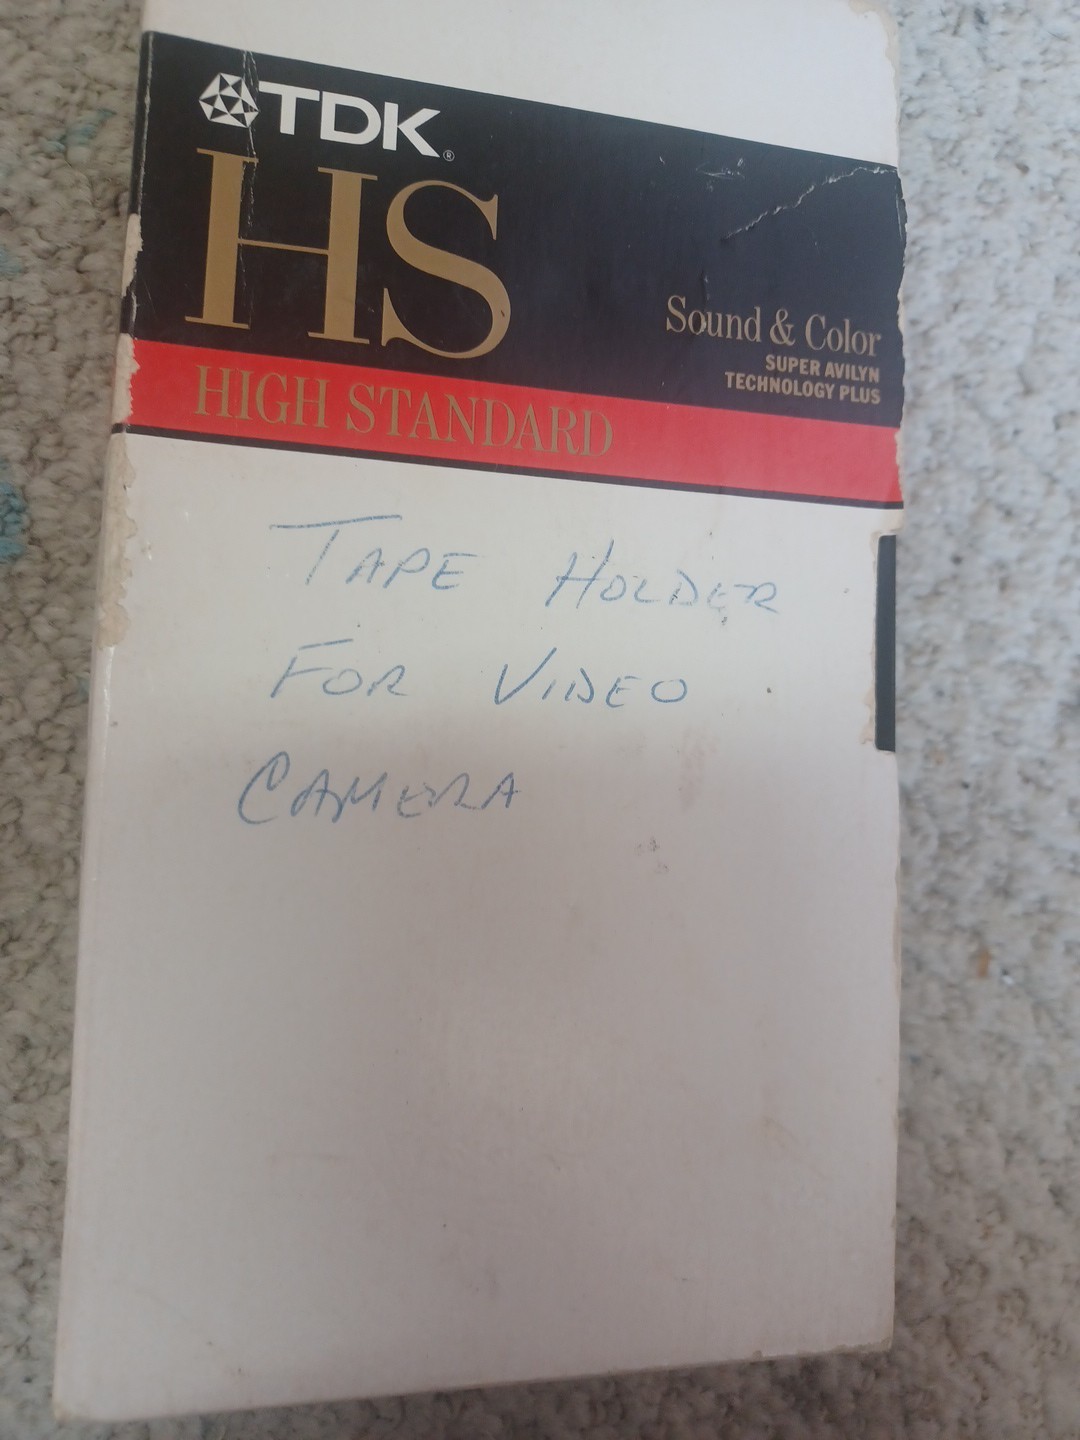 TDK®
HS
Sound & Color
SUPER AVILYN
TECHNOLOGY PLUS
HIGH STANDARD
TAPE HOLDER
FOR VIDEO
CAMERA